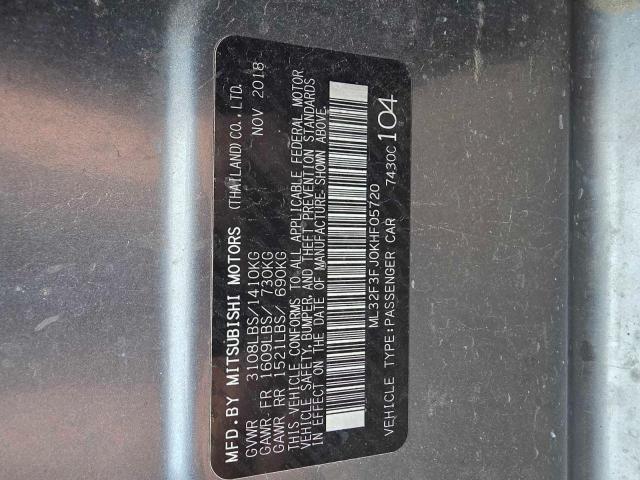 MFD. BY MITSUBISHI MOTORS (THAILAND) CO., LTD.
NOV 2018
GVWR 3108LBS/1410KG
GAWR- FR 1609LBS/ 730KG
GAWR RR 1521LBS/ 690KG
THIS VEHICLE CONFORMS TO ALL APPLICABLE FEDERAL MOTOR
VEHICLE SAFETY, BUMPER, AND THEFT PREVENTION STANDARDS
IN EFFECT ON THE DATE OF MANUFACTURE SHOWN ABOVE.
ML32F3FJ0KHF05720
VEHICLE TYPE:PASSENGER CAR 7430C 104